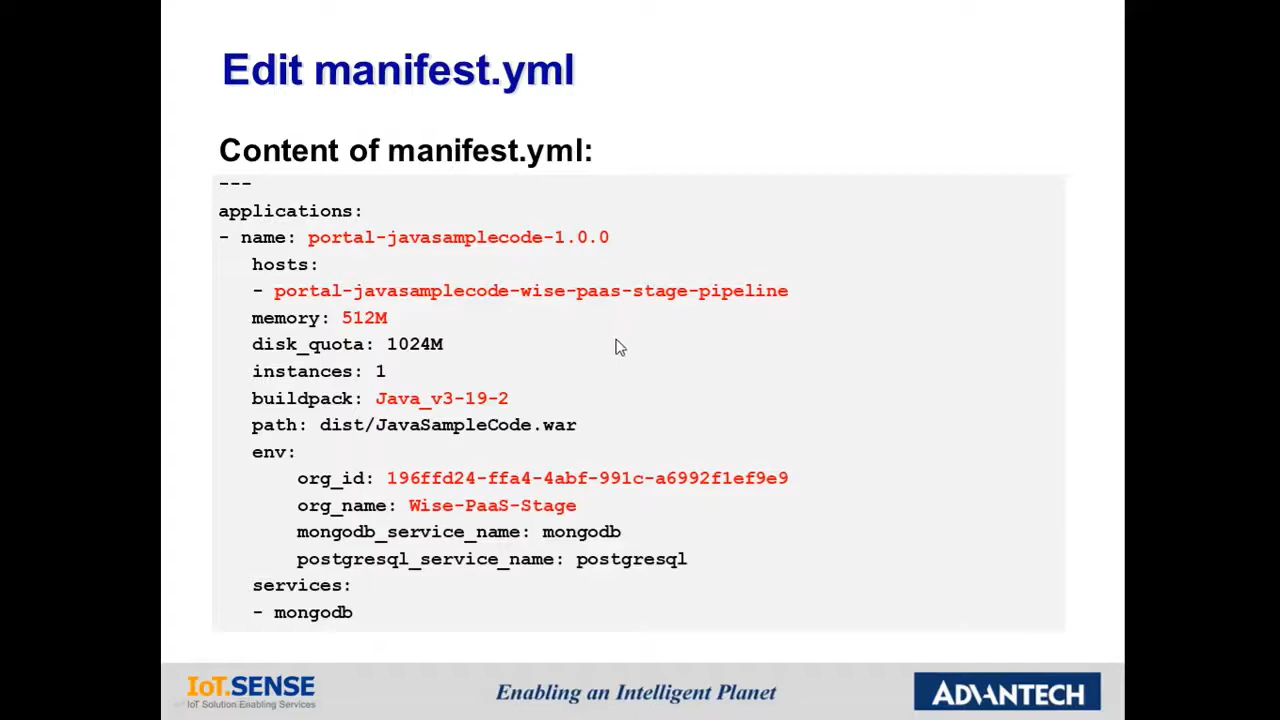 Edit manifest.yml
Content of manifest.yml:
---
applications:
- name: portal-javasamplecode-1.0.0
hosts:
- portal-javasamplecode-wise-paas-stage-pipeline
memory: 512M
disk_quota: 1024M
instances: 1
buildpack: Java_v3-19-2
path: dist/JavaSampleCode.war
env:
org_id: 196ffd24-ffa4-4abf-991c-a6992f1ef9e9
org_name: Wise-PaaS-Stage
mongodb_service_name: mongodb
postgresql_service_name: postgresql
services:
- mongodb
IoT.SENSE
IoT Solution Enabling Services
Enabling an Intelligent Planet
ADVANTECH